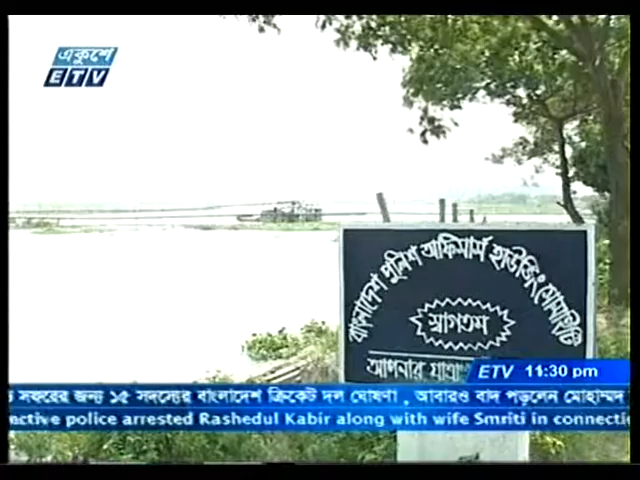 একুশে
ETV
বাংলাদেশ পুলিশ অফিসার্স হাউজিং সোসাইটি
স্বাগতম
আপনার
ETV 11:30 pm
সফরের জন্য ১৫ সদস্যের বাংলাদেশ ক্রিকেট দল ঘোষণা , আবারও বাদ পড়লেন মোহাম্মদ
ective police arrested Rashedul Kabir along with wife Smriti in connecti